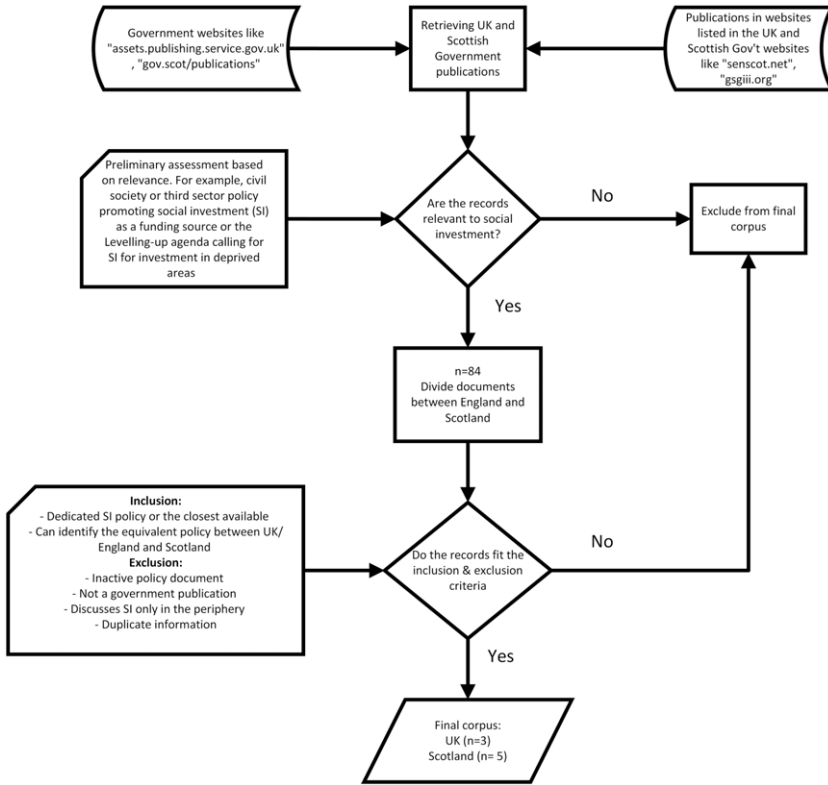 Government websites like
"assets.publishing.service.gov.uk"
, "gov.scot/publications"
Retrieving UK and
Scottish
Government
publications
Publications in websites
listed in the UK and
Scottish Gov't websites
like "senscot.net",
"gsgiii.org"
Preliminary assessment based
on relevance. For example, civil
society or third sector policy
promoting social investment (SI)
as a funding source or the
Levelling-up agenda calling for
SI for investment in deprived
areas
Are the records
relevant to social
investment?
No
Exclude from final
corpus
Yes
n=84
Divide documents
between England and
Scotland
Inclusion:
- Dedicated SI policy or the closest available
- Can identify the equivalent policy between UK/
England and Scotland
Exclusion:
- Inactive policy document
- Not a government publication
- Discusses SI only in the periphery
- Duplicate information
Do the records fit the
inclusion & exclusion
criteria
No
Yes
Final corpus:
UK (n=3)
Scotland (n= 5)